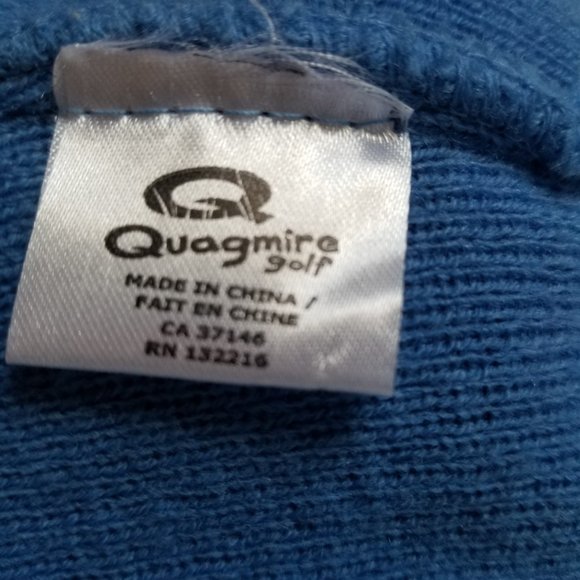 Quagmire
golf
MADE IN CHINA /
FAIT EN CHINE
CA 37146
RN 132216